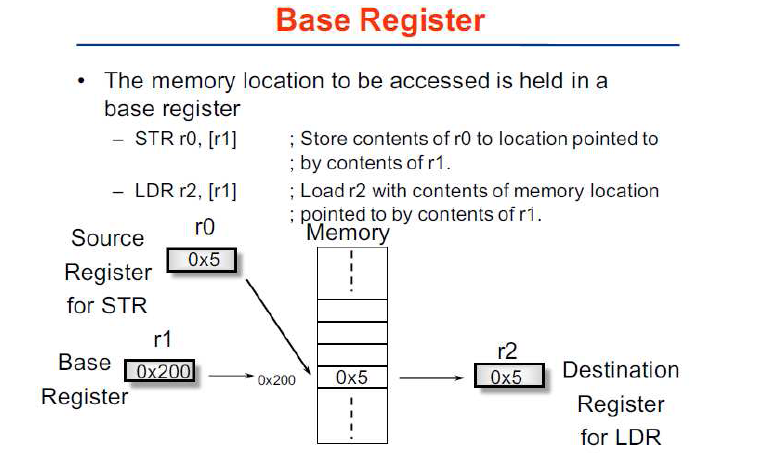 Base Register
• The memory location to be accessed is held in a
base register
– STR r0, [r1] ; Store contents of r0 to location pointed to
; by contents of r1.
– LDR r2, [r1] ; Load r2 with contents of memory location
; pointed to by contents of r1.
Source
Register
for STR
r0
0x5
Memory
r1
Base
Register
0x200
0x200
0x5
r2
0x5
Destination
Register
for LDR